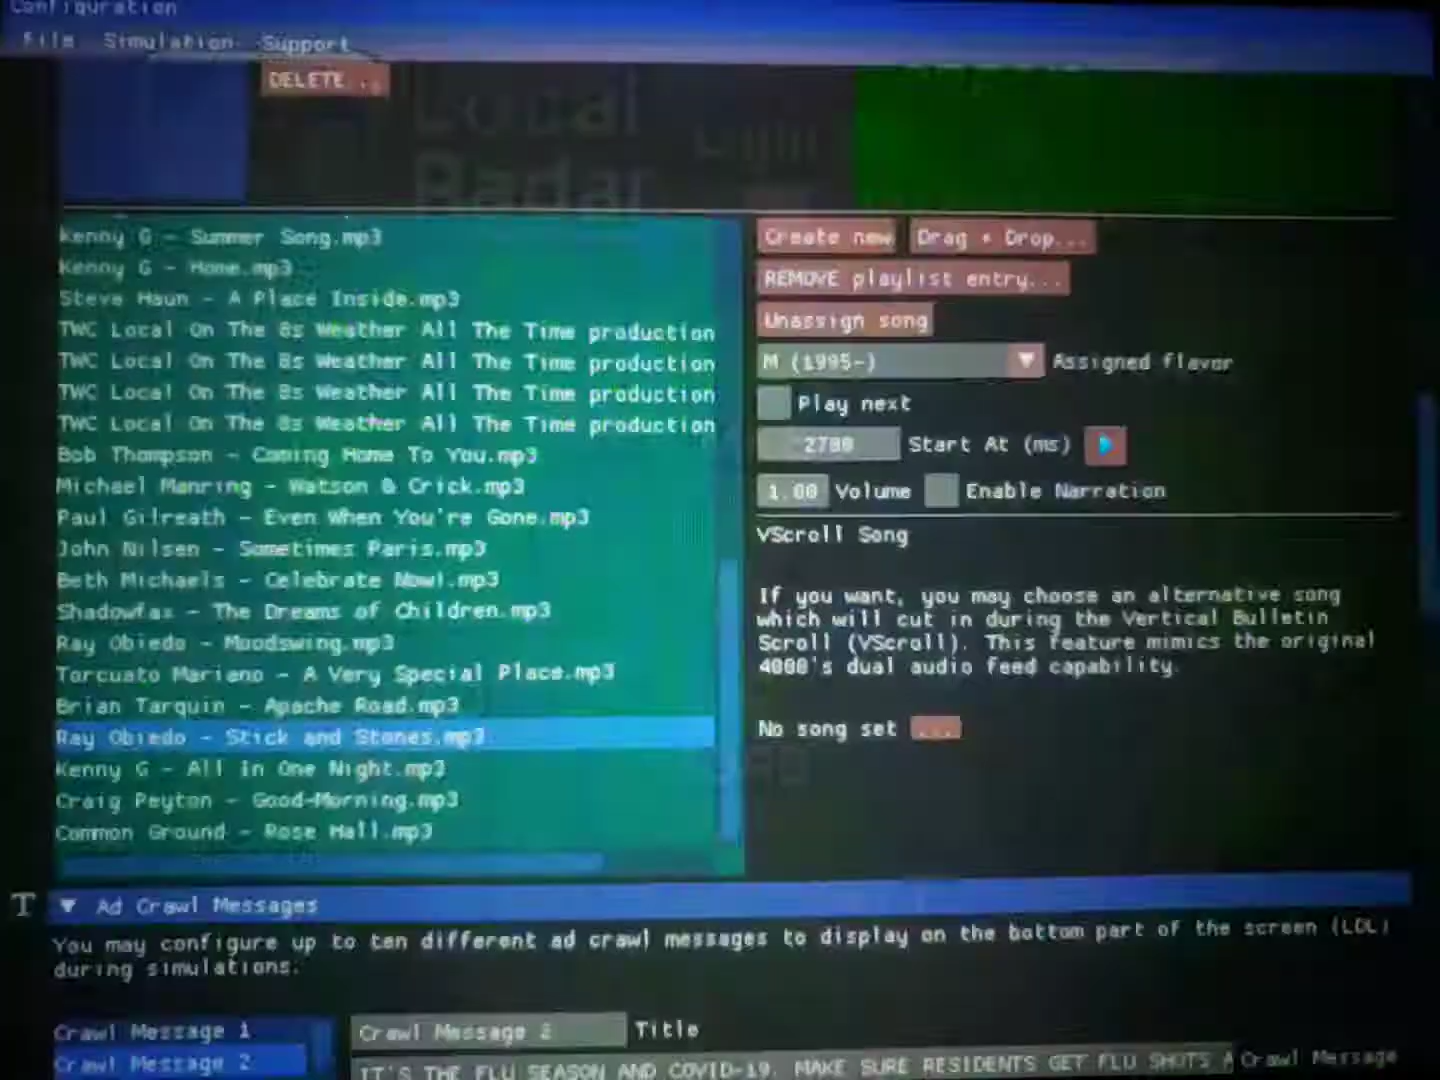 Configuration
File Simulation Support
DELETE...
Local
Radar
Kenny G - Summer Song.mp3
Kenny G - Home.mp3
Steve Haun - A Place Inside.mp3
TWC Local On The 8s Weather All The Time production
TWC Local On The 8s Weather All The Time production
TWC Local On The 8s Weather All The Time production
TWC Local On The 8s Weather All The Time production
Bob Thompson - Coming Home To You.mp3
Michael Manring - Watson & Crick.mp3
Paul Gilreath - Even When You're Gone.mp3
John Nilsen - Sometimes Paris.mp3
Beth Michaels - Celebrate Now!.mp3
Shadowfax - The Dreams of Children.mp3
Ray Obiedo - Moodswing.mp3
Torcuato Mariano - A Very Special Place.mp3
Brian Tarquin - Apache Road.mp3
Ray Obiedo - Stick and Stones.mp3
Kenny G - All In One Night.mp3
Craig Peyton - Good-Morning.mp3
Common Ground - Rose Hall.mp3
Create new Drag + Drop...
REMOVE playlist entry...
Unassign song
M (1995-) Assigned flavor
Play next
2700 Start At (ms)
1.00 Volume Enable Narration
VScroll Song
If you want, you may choose an alternative song
which will cut in during the Vertical Bulletin
Scroll (VScroll). This feature mimics the original
4000's dual audio feed capability.
No song set ...
T
Ad Crawl Messages
You may configure up to ten different ad crawl messages to display on the bottom part of the screen (LDL)
during simulations.
Crawl Message 1
Crawl Message 2
Crawl Message 2 Title
IT'S THE FLU SEASON AND COVID-19. MAKE SURE RESIDENTS GET FLU SHOTS A Crawl Message